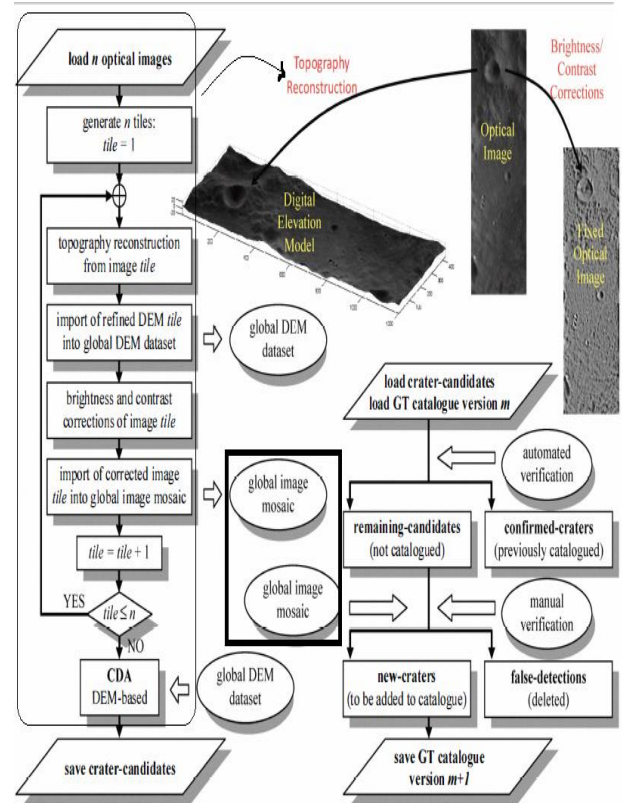 load n optical images
generate n tiles:
tile = 1
topography reconstruction
from image tile
import of refined DEM tile
into global DEM dataset
global DEM
dataset
brightness and contrast
corrections of image tile
import of corrected image
tile into global image mosaic
global image
mosaic
tile = tile + 1
YES
tile ≤ n
NO
CDA
DEM-based
global DEM
dataset
save crater-candidates
Topography
Reconstruction
Digital
Elevation
Model
Optical
Image
Brightness/
Contrast
Corrections
Fixed
Optical
Image
load crater-candidates
load GT catalogue version m
automated
verification
remaining-candidates
(not catalogued)
confirmed-craters
(previously catalogued)
global image
mosaic
manual
verification
new-craters
(to be added to catalogue)
false-detections
(deleted)
save GT catalogue
version m+1